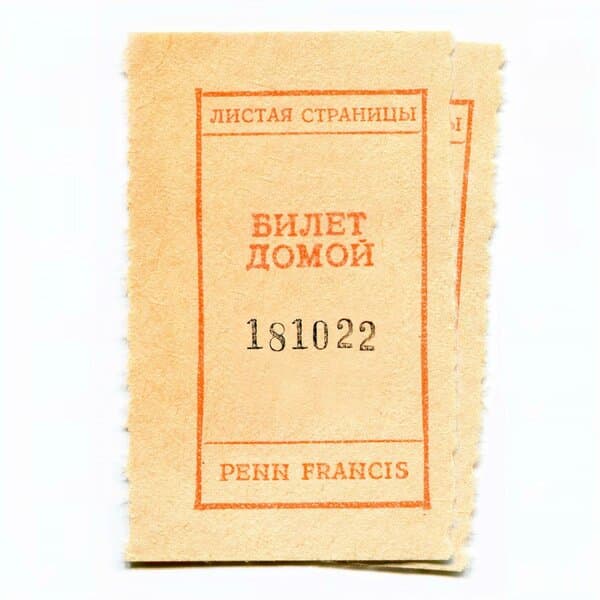 ЛИСТАЯ СТРАНИЦЫ
БИЛЕТ
ДОМОЙ
181022
PENN FRANCIS
Ы